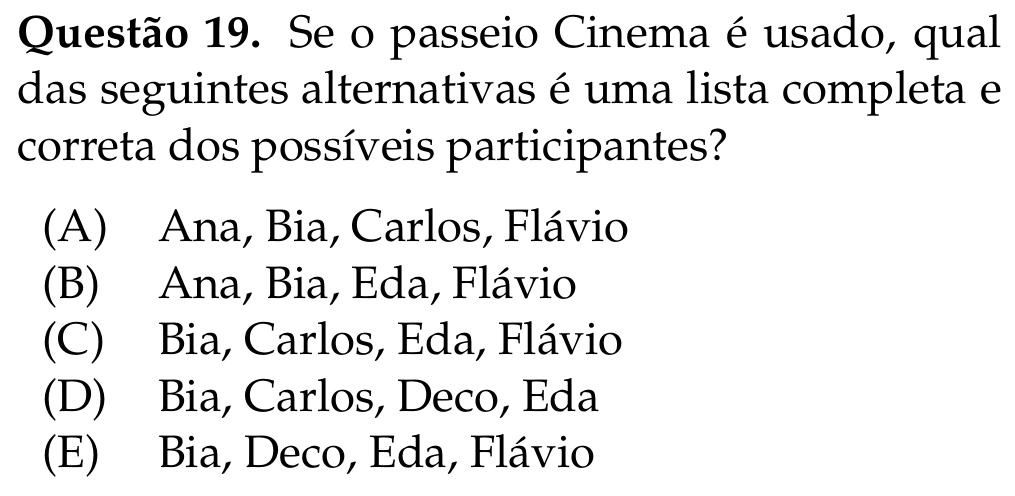 Questão 19. Se o passeio Cinema é usado, qual
das seguintes alternativas é uma lista completa e
correta dos possíveis participantes?
(A) Ana, Bia, Carlos, Flávio
(B) Ana, Bia, Eda, Flávio
(C) Bia, Carlos, Eda, Flávio
(D) Bia, Carlos, Deco, Eda
(E) Bia, Deco, Eda, Flávio